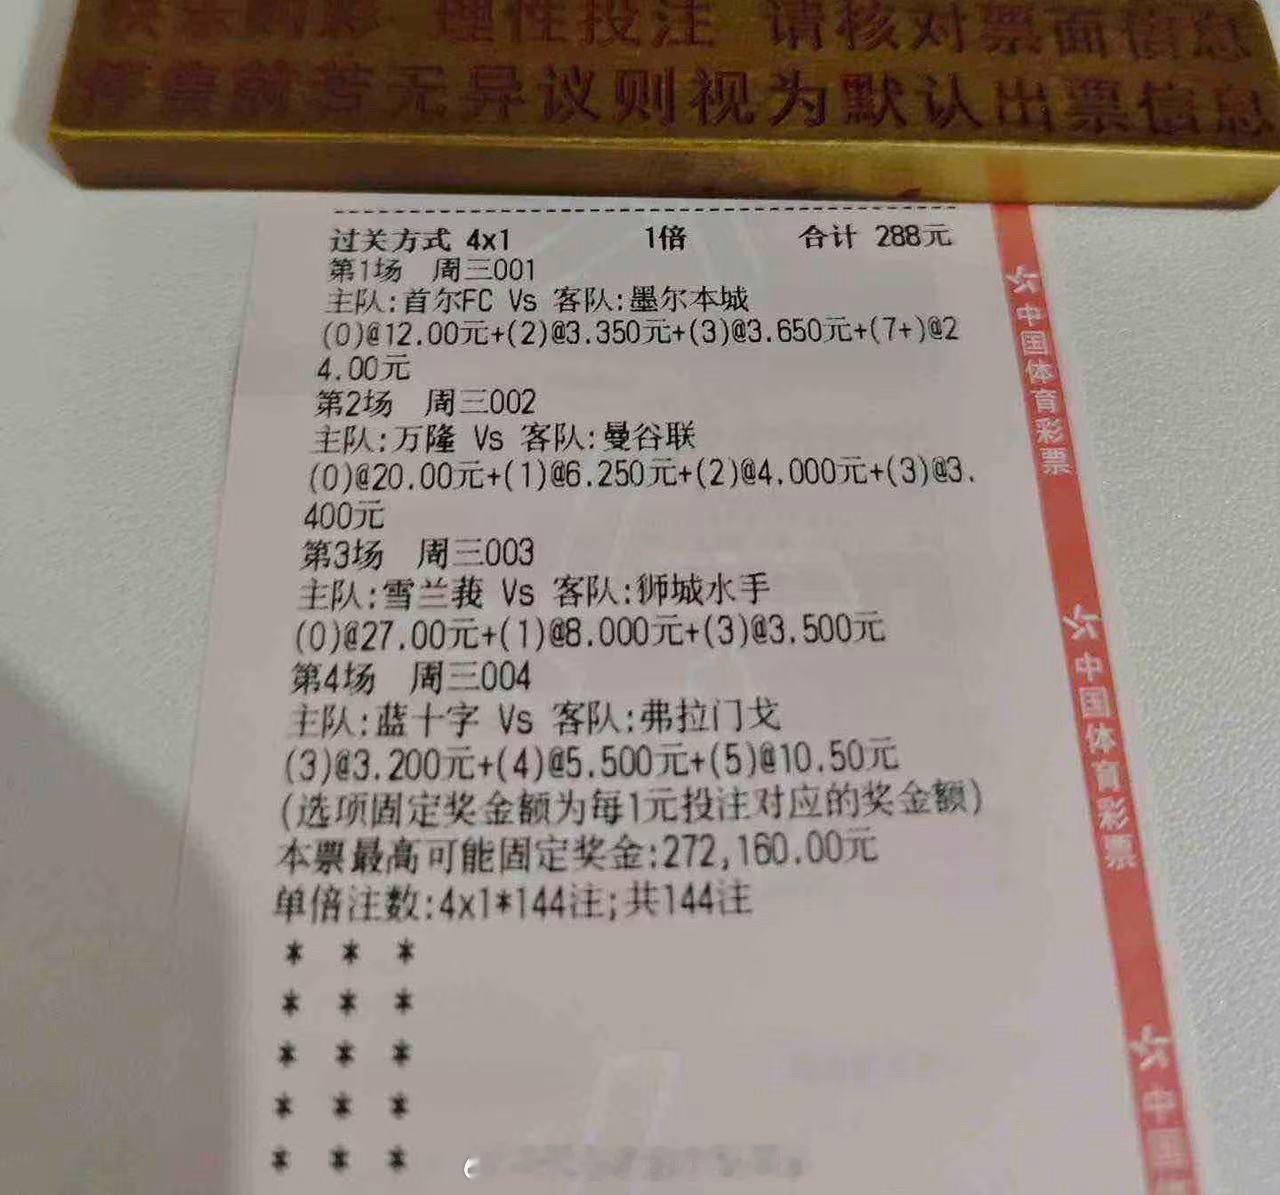 理性投注 请核对票面信息
停售前若无异议则视为默认出票信息
过关方式 4x1 1倍 合计 288元
第1场 周三001
主队:首尔FC Vs 客队:墨尔本城
(0)@12.00元+(2)@3.350元+(3)@3.650元+(7+)@2
4.00元
第2场 周三002
主队:万隆 Vs 客队:曼谷联
(0)@20.00元+(1)@6.250元+(2)@4.000元+(3)@3.
400元
第3场 周三003
主队:雪兰莪 Vs 客队:狮城水手
(0)@27.00元+(1)@8.000元+(3)@3.500元
第4场 周三004
主队:蓝十字 Vs 客队:弗拉门戈
(3)@3.200元+(4)@5.500元+(5)@10.50元
(选项固定奖金额为每1元投注对应的奖金额)
本票最高可能固定奖金:272,160.00元
单倍注数:4x1*144注;共144注
* * *
* * *
* * *
* * *
* * *
中国体育彩票
中国体育彩票
中国体